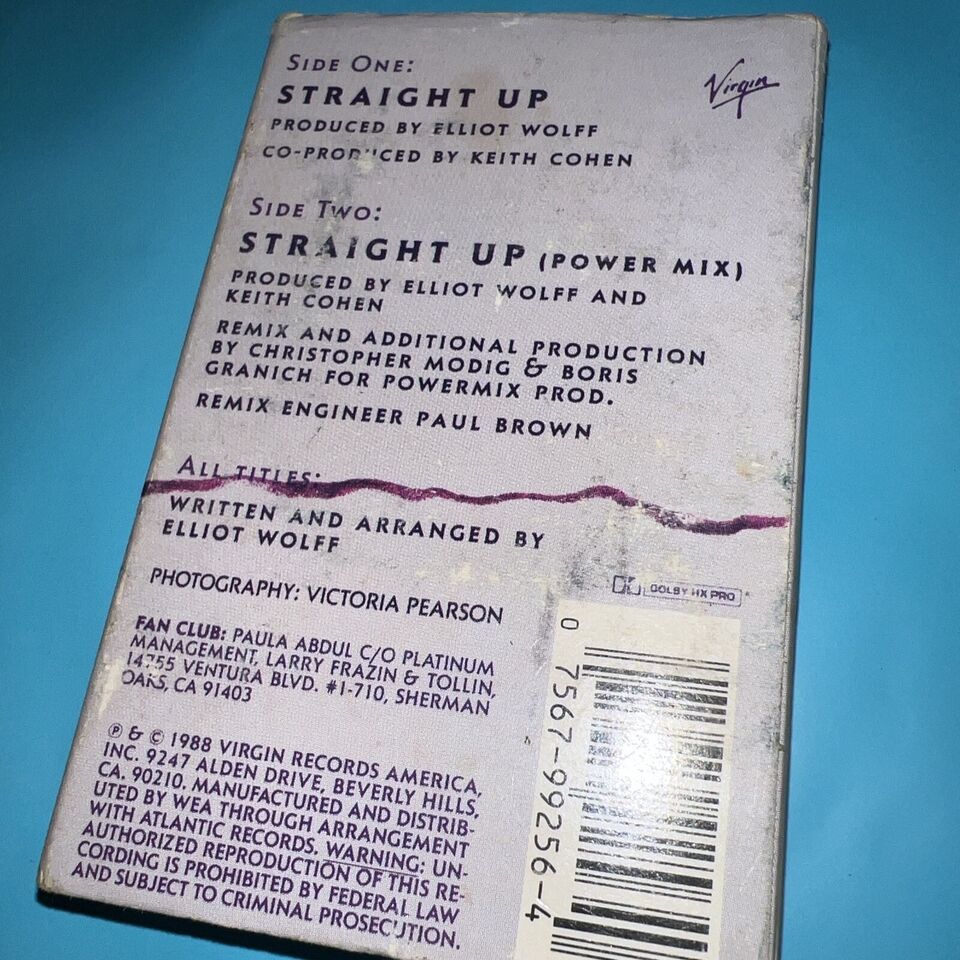 SIDE ONE:
Virgin
STRAIGHT UP
PRODUCED BY ELLIOT WOLFF
CO-PRODUCED BY KEITH COHEN
SIDE TWO:
STRAIGHT UP (POWER MIX)
PRODUCED BY ELLIOT WOLFF AND
KEITH COHEN
REMIX AND ADDITIONAL PRODUCTION
BY CHRISTOPHER MODIG & BORIS
GRANICH FOR POWERMIX PROD.
REMIX ENGINEER PAUL BROWN
ALL TITLES:
WRITTEN AND ARRANGED BY
ELLIOT WOLFF
PHOTOGRAPHY: VICTORIA PEARSON
DOLBY HX PRO
FAN CLUB: PAULA ABDUL C/O PLATINUM
MANAGEMENT, LARRY FRAZIN & TOLLIN,
14755 VENTURA BLVD. #1-710, SHERMAN
OAKS, CA 91403
℗ & © 1988 VIRGIN RECORDS AMERICA,
INC. 9247 ALDEN DRIVE, BEVERLY HILLS,
CA. 90210. MANUFACTURED AND DISTRIB-
UTED BY WEA THROUGH ARRANGEMENT
WITH ATLANTIC RECORDS. WARNING: UN-
AUTHORIZED REPRODUCTION OF THIS RE-
CORDING IS PROHIBITED BY FEDERAL LAW
AND SUBJECT TO CRIMINAL PROSECUTION.
0 7567-99256-4